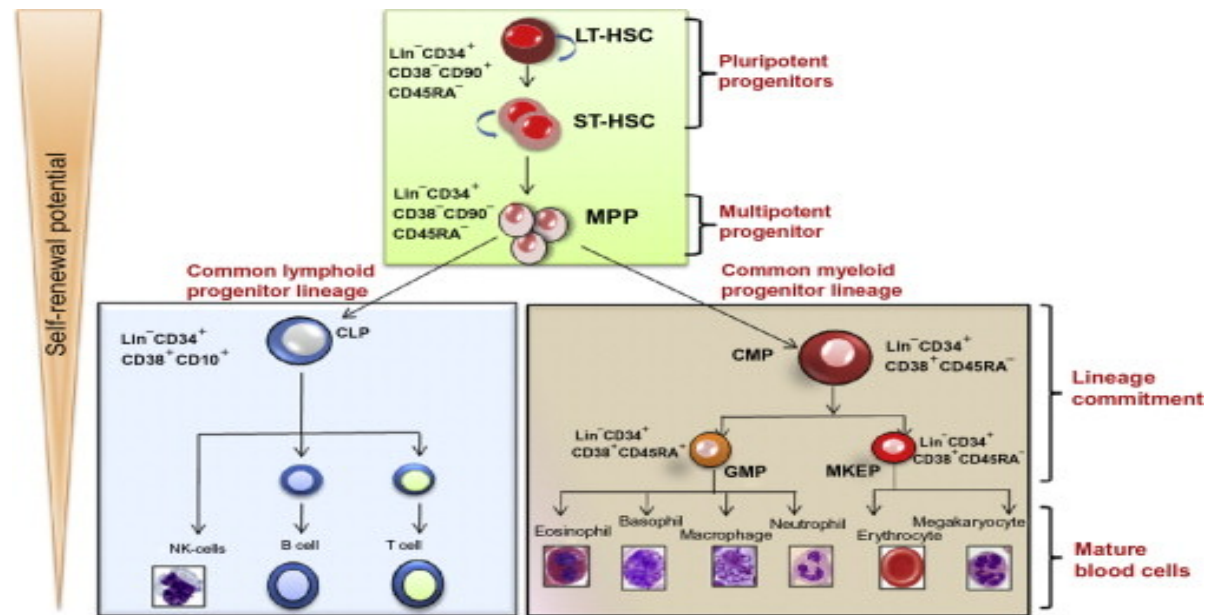 LT-HSC
Lin⁻CD34⁺
CD38⁻CD90⁺
CD45RA⁻
Pluripotent
progenitors
ST-HSC
Lin⁻CD34⁺
CD38⁻CD90⁻
CD45RA⁻
MPP
Multipotent
progenitor
Self-renewal potential
Common lymphoid
progenitor lineage
Common myeloid
progenitor lineage
Lin⁻CD34⁺
CD38⁺CD10⁺
CLP
CMP
Lin⁻CD34⁺
CD38⁺CD45RA⁻
Lineage
commitment
Lin⁻CD34⁺
CD38⁺CD45RA⁺
GMP
MKEP
Lin⁻CD34⁺
CD38⁺CD45RA⁻
NK-cells
B cell
T cell
Eosinophil
Basophil
Macrophage
Neutrophil
Erythrocyte
Megakaryocyte
Mature
blood cells